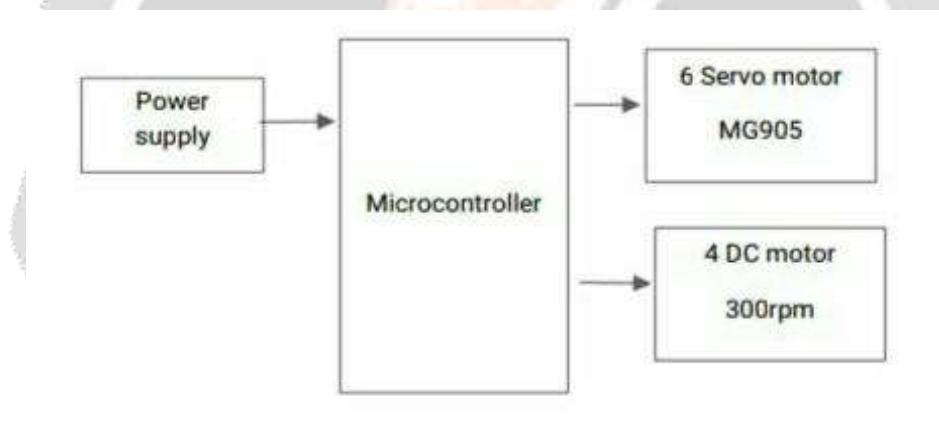 Power
supply
Microcontroller
6 Servo motor
MG905
4 DC motor
300rpm